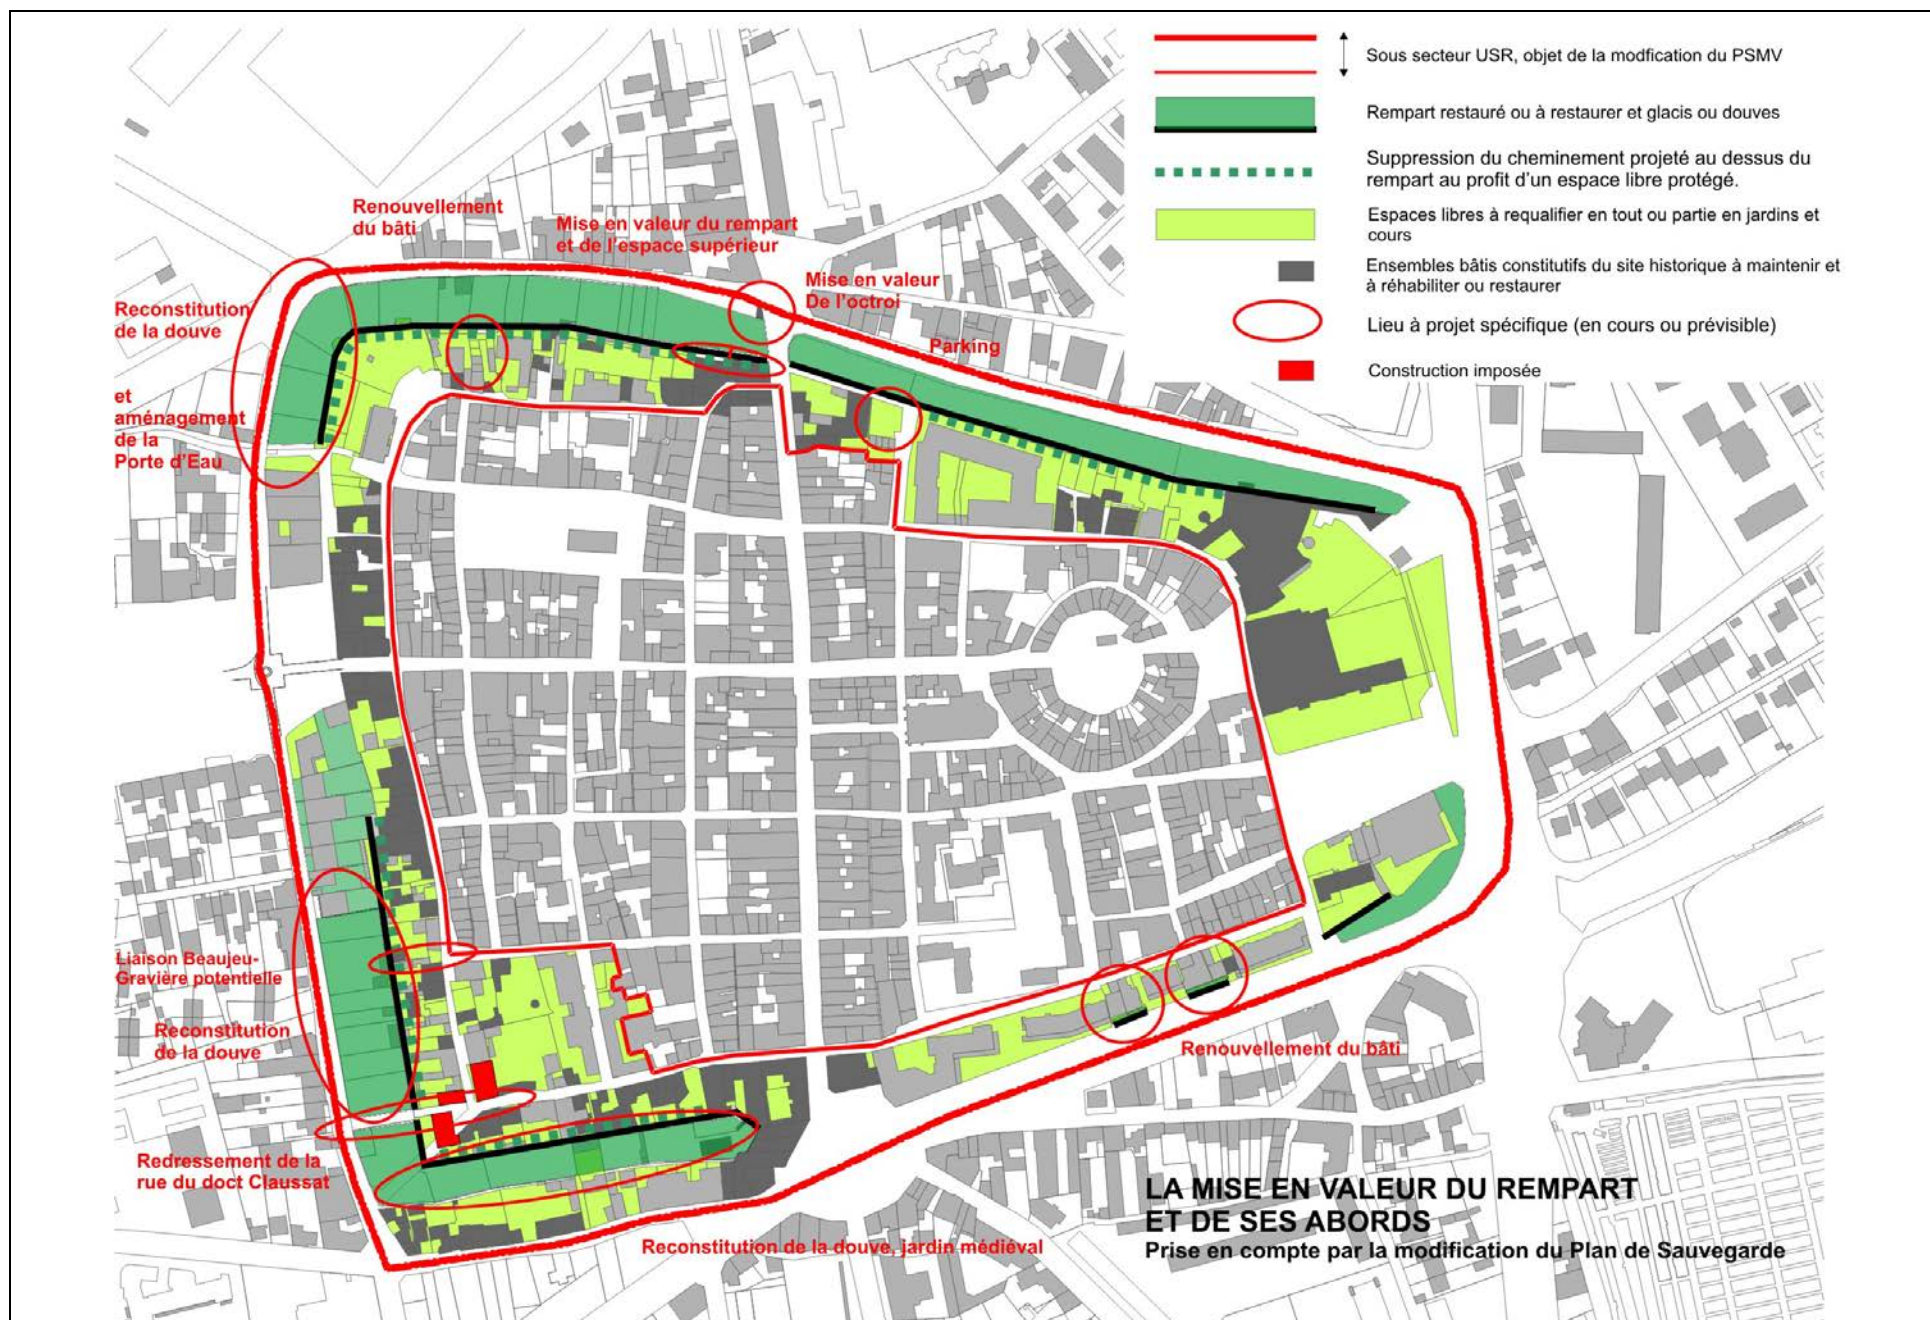 Sous secteur USR, objet de la modfication du PSMV
Rempart restauré ou à restaurer et glacis ou douves
Suppression du cheminement projeté au dessus du
rempart au profit d'un espace libre protégé.
Espaces libres à requalifier en tout ou partie en jardins et
cours
Ensembles bâtis constitutifs du site historique à maintenir et
à réhabiliter ou restaurer
Lieu à projet spécifique (en cours ou prévisible)
Construction imposée
Renouvellement
du bâti
Mise en valeur du rempart
et de l'espace supérieur
Mise en valeur
De l'octroi
Reconstitution
de la douve
Parking
et
aménagement
de la
Porte d'Eau
Liaison Beaujeu-
Gravière potentielle
Reconstitution
de la douve
Renouvellement du bâti
Redressement de la
rue du doct Claussat
Reconstitution de la douve, jardin médiéval
LA MISE EN VALEUR DU REMPART
ET DE SES ABORDS
Prise en compte par la modification du Plan de Sauvegarde